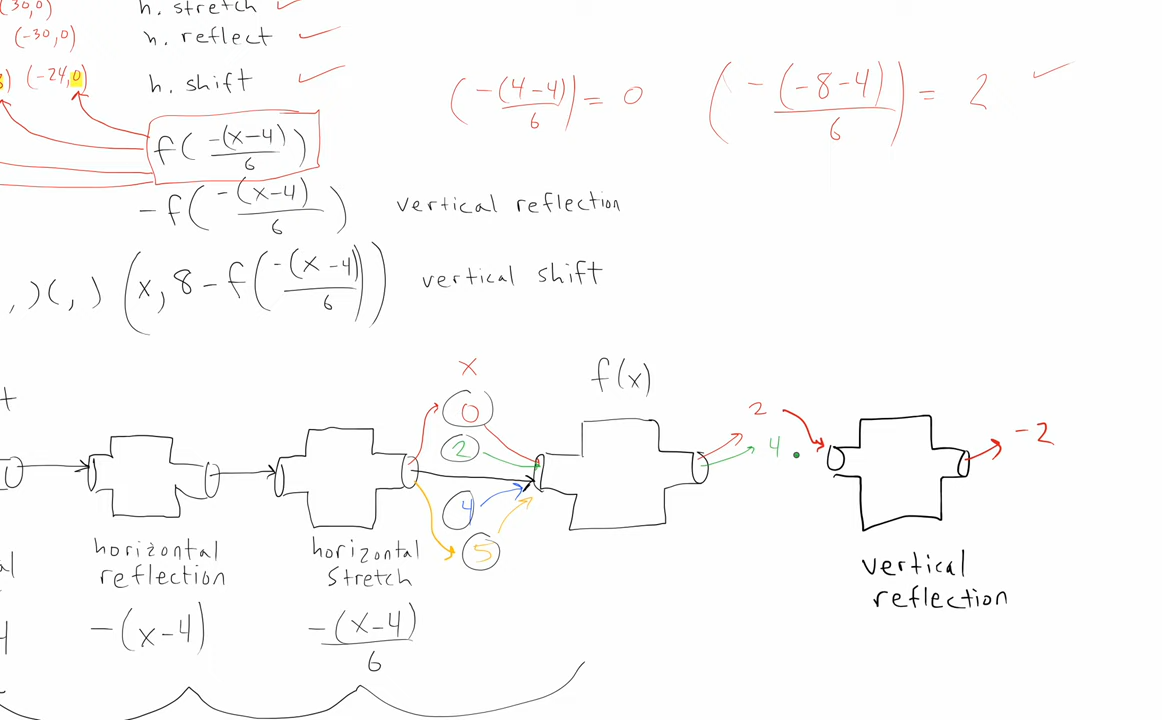 (30,0) h. stretch ✓
(-30,0) h. reflect ✓
) (-24,0) h. shift ✓
(-(4-4)/6) = 0 (-(-8-4)/6) = 2 ✓
f(-(x-4)/6)
-f(-(x-4)/6) vertical reflection
, )( , ) (x, 8-f(-(x-4)/6)) vertical shift
x f(x)
0 2 -2
2 4
4
5
horizontal
reflection
-(x-4)
horizontal
stretch
-(x-4)/6
vertical
reflection